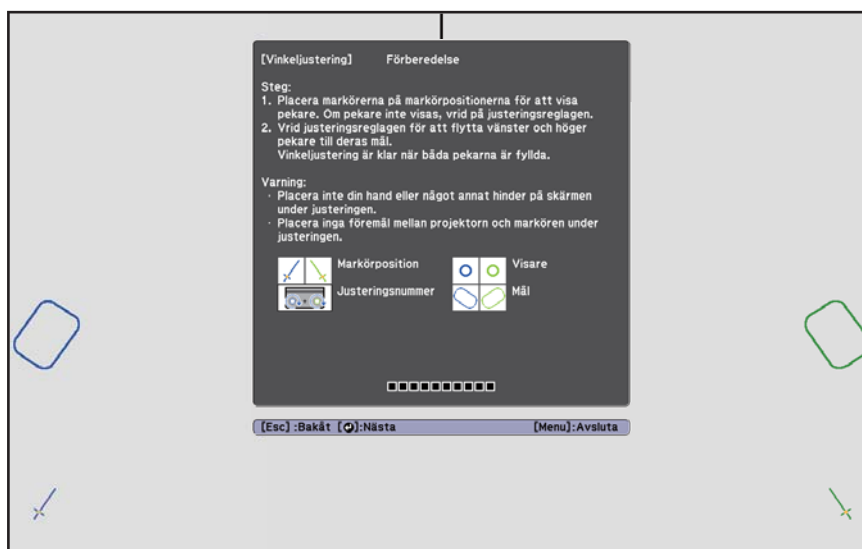 [Vinkeljustering] Förberedelse
Steg:
1. Placera markörerna på markörpositionerna för att visa
pekare. Om pekare inte visas, vrid på justeringsreglagen.
2. Vrid justeringsreglagen för att flytta vänster och höger
pekare till deras mål.
Vinkeljustering är klar när båda pekarna är fyllda.
Varning:
· Placera inte din hand eller något annat hinder på skärmen
under justeringen.
· Placera inga föremål mellan projektorn och markören under
justeringen.
Markörposition Visare
Justeringsnummer Mål
[Esc] :Bakåt [⏎]:Nästa [Menu]:Avsluta